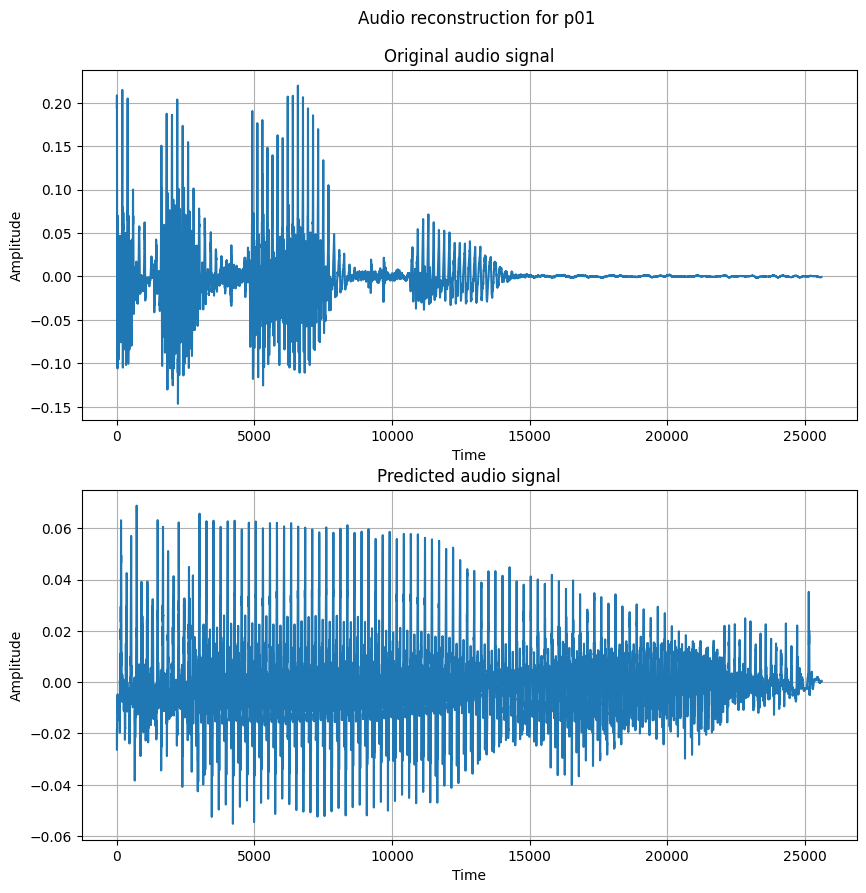 Audio reconstruction for p01
Original audio signal
0.20
0.15
0.10
0.05
0.00
−0.05
−0.10
−0.15
Amplitude
0 5000 10000 15000 20000 25000
Time
Predicted audio signal
0.06
0.04
0.02
0.00
−0.02
−0.04
−0.06
Amplitude
0 5000 10000 15000 20000 25000
Time